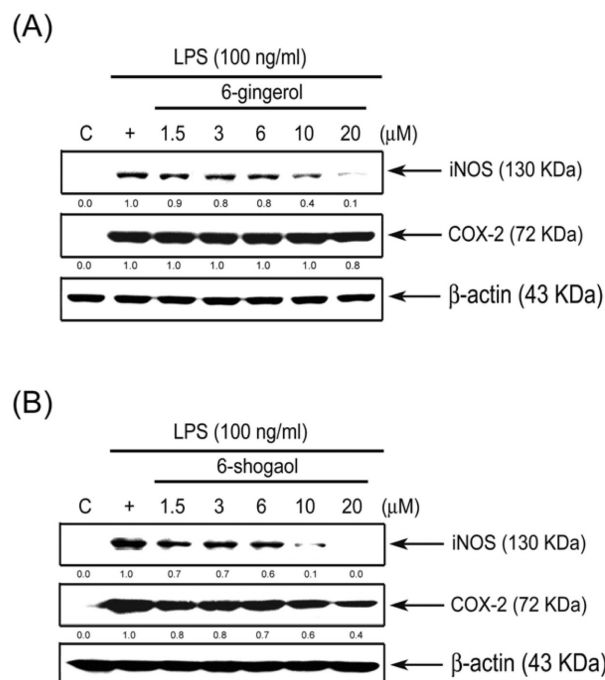 (A)
LPS (100 ng/ml)
6-gingerol
C + 1.5 3 6 10 20 (μM)
iNOS (130 KDa)
0.0 1.0 0.9 0.8 0.8 0.4 0.1
COX-2 (72 KDa)
0.0 1.0 1.0 1.0 1.0 1.0 0.8
β-actin (43 KDa)
(B)
LPS (100 ng/ml)
6-shogaol
C + 1.5 3 6 10 20 (μM)
iNOS (130 KDa)
0.0 1.0 0.7 0.7 0.6 0.1 0.0
COX-2 (72 KDa)
0.0 1.0 0.8 0.8 0.7 0.6 0.4
β-actin (43 KDa)